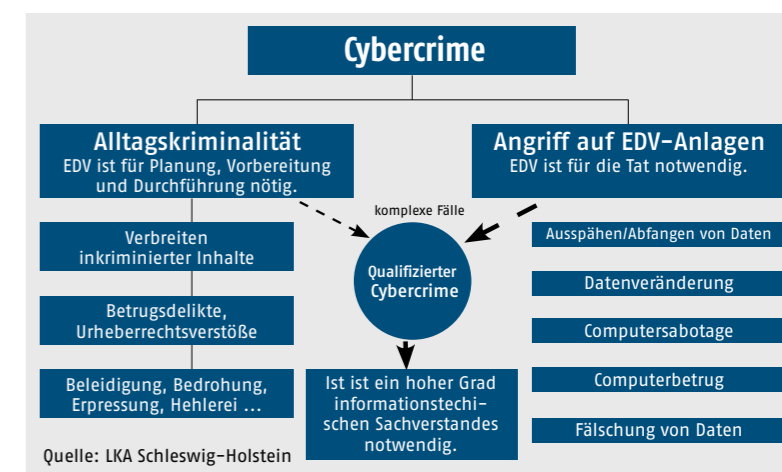 Cybercrime
Alltagskriminalität
EDV ist für Planung, Vorbereitung
und Durchführung nötig.
Angriff auf EDV-Anlagen
EDV ist für die Tat notwendig.
komplexe Fälle
Verbreiten
inkriminierter Inhalte
Betrugsdelikte,
Urheberrechtsverstöße
Beleidigung, Bedrohung,
Erpressung, Hehlerei ...
Qualifizierter
Cybercrime
Ist ist ein hoher Grad
informationstechi-
schen Sachverstandes
notwendig.
Ausspähen/Abfangen von Daten
Datenveränderung
Computersabotage
Computerbetrug
Fälschung von Daten
Quelle: LKA Schleswig-Holstein